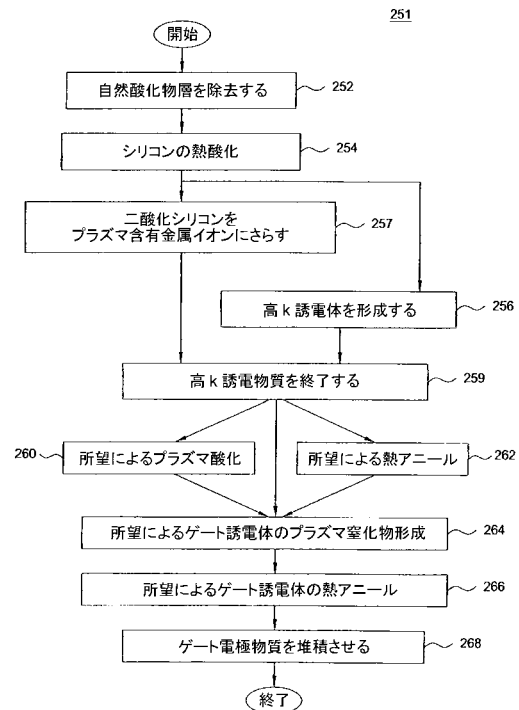 251
開始
自然酸化物層を除去する
252
シリコンの熱酸化
254
二酸化シリコンを
プラズマ含有金属イオンにさらす
257
高k誘電体を形成する
256
高k誘電物質を終了する
259
260
所望によるプラズマ酸化
所望による熱アニール
262
所望によるゲート誘電体のプラズマ窒化物形成
264
所望によるゲート誘電体の熱アニール
266
ゲート電極物質を堆積させる
268
終了